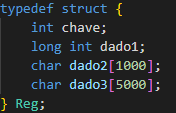 typedef struct {
    int chave;
    long int dado1;
    char dado2[1000];
    char dado3[5000];
} Reg;